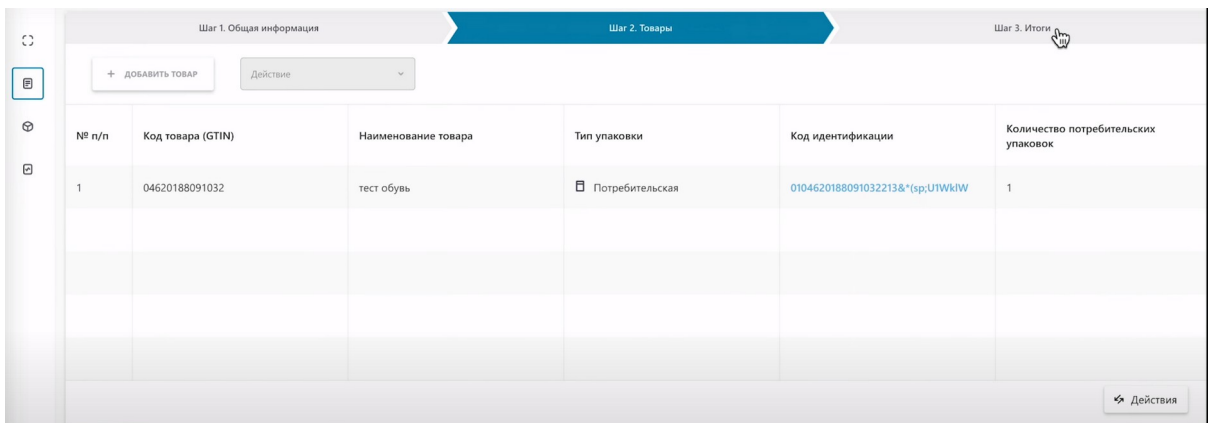 Шаг 1. Общая информация
Шаг 2. Товары
Шаг 3. Итоги
+ ДОБАВИТЬ ТОВАР
Действие
№ п/п
Код товара (GTIN)
Наименование товара
Тип упаковки
Код идентификации
Количество потребительских
упаковок
1
04620188091032
тест обувь
Потребительская
0104620188091032213&*(sp;U1WkIW
1
Действия